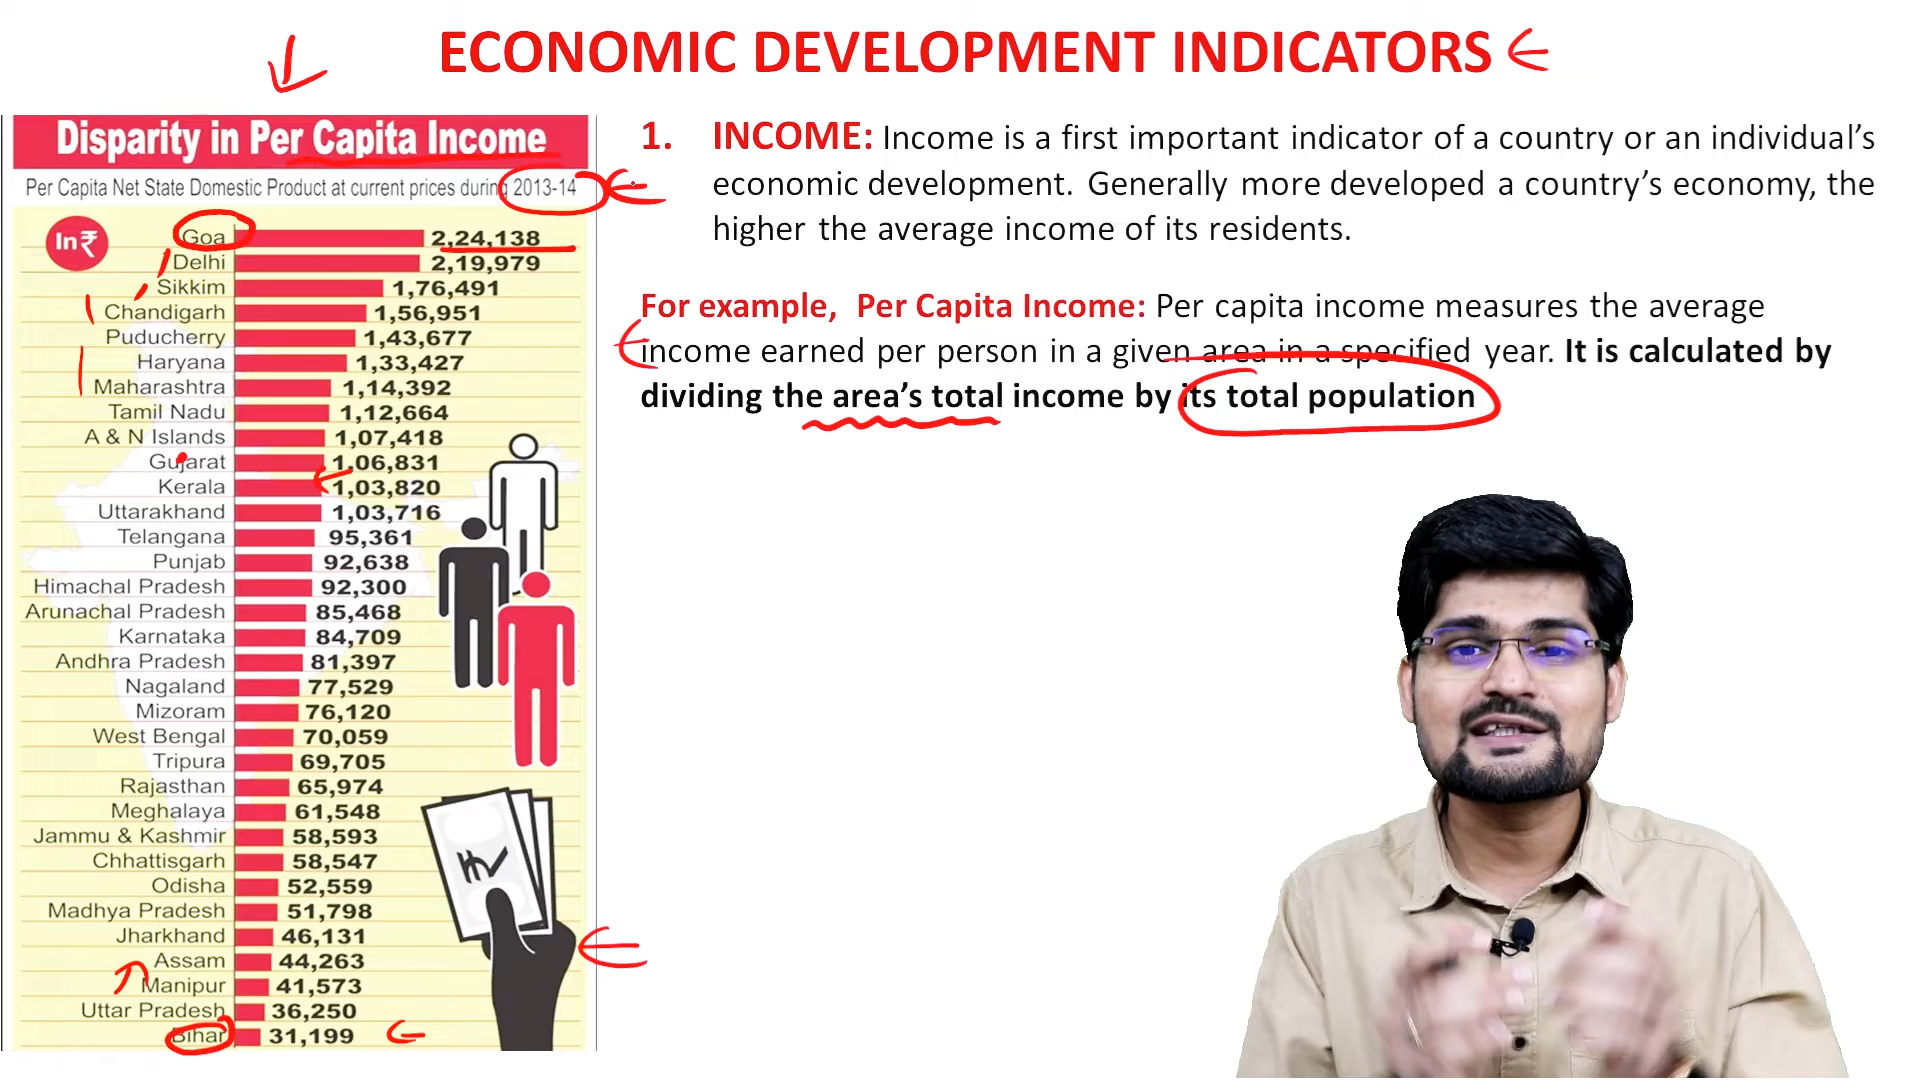 ECONOMIC DEVELOPMENT INDICATORS
Disparity in Per Capita Income
Per Capita Net State Domestic Product at current prices during 2013-14
In ₹
Goa 2,24,138
Delhi 2,19,979
Sikkim 1,76,491
Chandigarh 1,56,951
Puducherry 1,43,677
Haryana 1,33,427
Maharashtra 1,14,392
Tamil Nadu 1,12,664
A & N Islands 1,07,418
Gujarat 1,06,831
Kerala 1,03,820
Uttarakhand 1,03,716
Telangana 95,361
Punjab 92,638
Himachal Pradesh 92,300
Arunachal Pradesh 85,468
Karnataka 84,709
Andhra Pradesh 81,397
Nagaland 77,529
Mizoram 76,120
West Bengal 70,059
Tripura 69,705
Rajasthan 65,974
Meghalaya 61,548
Jammu & Kashmir 58,593
Chhattisgarh 58,547
Odisha 52,559
Madhya Pradesh 51,798
Jharkhand 46,131
Assam 44,263
Manipur 41,573
Uttar Pradesh 36,250
Bihar 31,199
1. INCOME: Income is a first important indicator of a country or an individual's
economic development. Generally more developed a country's economy, the
higher the average income of its residents.
For example, Per Capita Income: Per capita income measures the average
income earned per person in a given area in a specified year. It is calculated by
dividing the area's total income by its total population